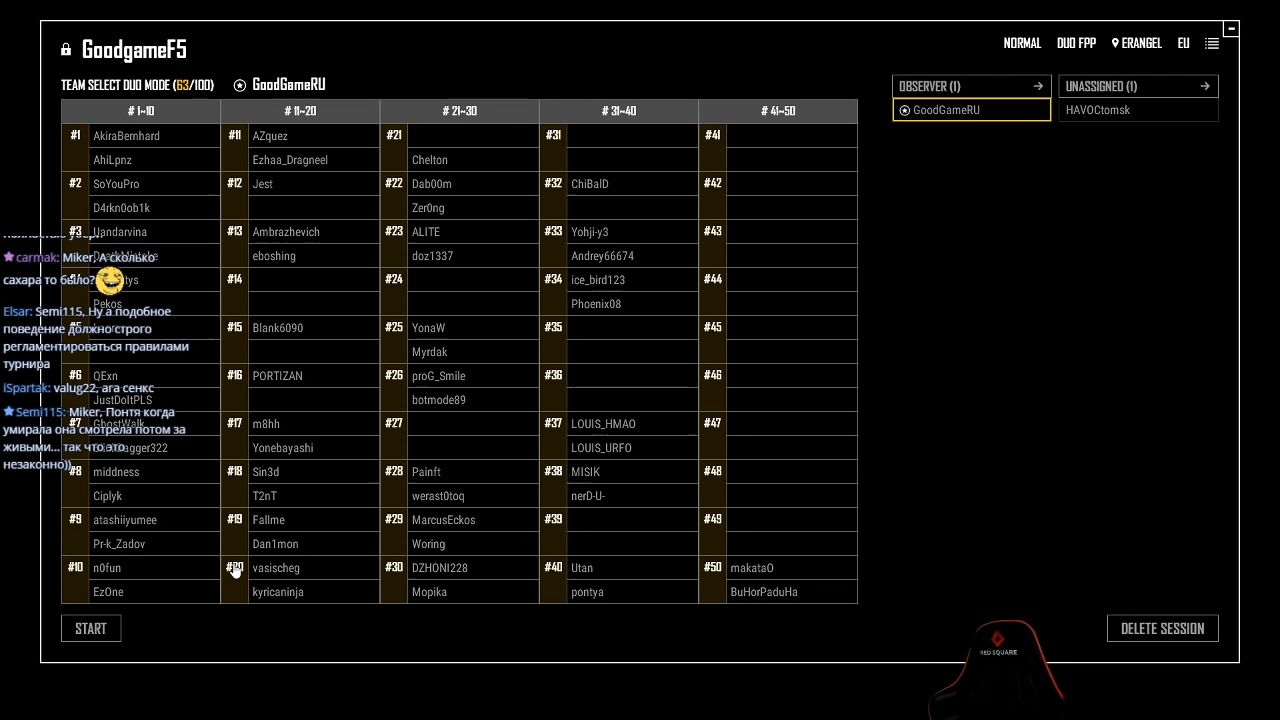 GoodgameF5
NORMAL DUO FPP ERANGEL EU
TEAM SELECT DUO MODE (63/100) GoodGameRU
OBSERVER (1)
GoodGameRU
UNASSIGNED (1)
HAVOCtomsk
# 1~10
#1 AkiraBernhard
AhiLpnz
#2 SoYouPro
D4rkn0ob1k
#3 Uandarvina
Pekos
#6 QExn
JustDoItPLS
#7 GhostWalk
#8 middness
Ciplyk
#9 atashiiyumee
Pr-k_Zadov
#10 n0fun
EzOne
# 11~20
#11 AZquez
Ezhaa_Dragneel
#12 Jest
#13 Ambrazhevich
eboshing
#14
#15 Blank6090
#16 PORTIZAN
#17 m8hh
Yonebayashi
#18 Sin3d
T2nT
#19 Fallme
Dan1mon
vasischeg
kyricaninja
# 21~30
#21
Chelton
#22 Dab00m
Zer0ng
#23 ALITE
doz1337
#24
#25 YonaW
Myrdak
#26 proG_Smile
botmode89
#27
#28 Painft
werast0toq
#29 MarcusEckos
Woring
#30 DZHONI228
Mopika
# 31~40
#31
#32 ChiBalD
#33 Yohji-y3
Andrey66674
#34 ice_bird123
Phoenix08
#35
#36
#37 LOUIS_HMAO
LOUIS_URFO
#38 MISIK
nerD-U-
#39
#40 Utan
pontya
# 41~50
#41
#42
#43
#44
#45
#46
#47
#48
#49
#50 makataO
BuHorPaduHa
carmak: Miker, А сколько
сахара то было?
Elsar: Semi115, Ну а подобное
поведение должно строго
регламентироваться правилами
турнира
iSpartak: valug22, ага сенкс
Semi115: Miker, Понтя когда
умирала она смотрела потом за
живыми... так что это
незаконно))
START
DELETE SESSION
RED SQUARE